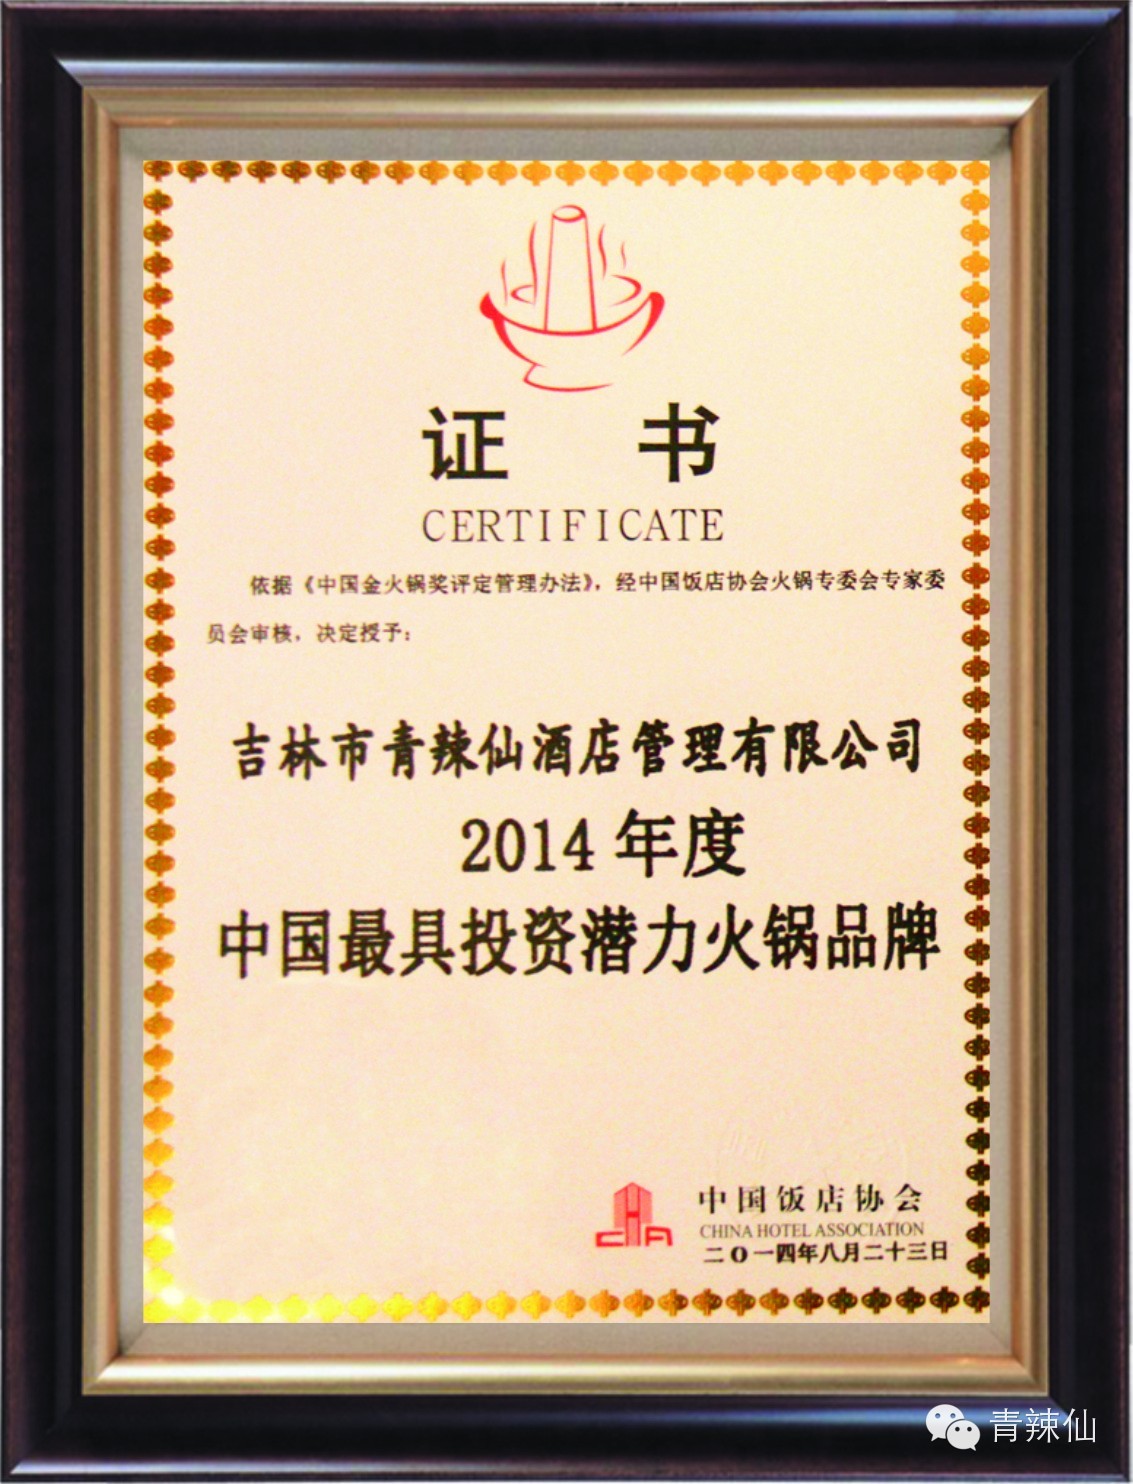 证 书
CERTIFICATE
依据《中国金火锅奖评定管理办法》，经中国饭店协会火锅专委会专家委
员会审核，决定授予：
吉林市青辣仙酒店管理有限公司
2014 年度
中国最具投资潜力火锅品牌
CHA
中国饭店协会
CHINA HOTEL ASSOCIATION
二〇一四年八月二十三日
青辣仙